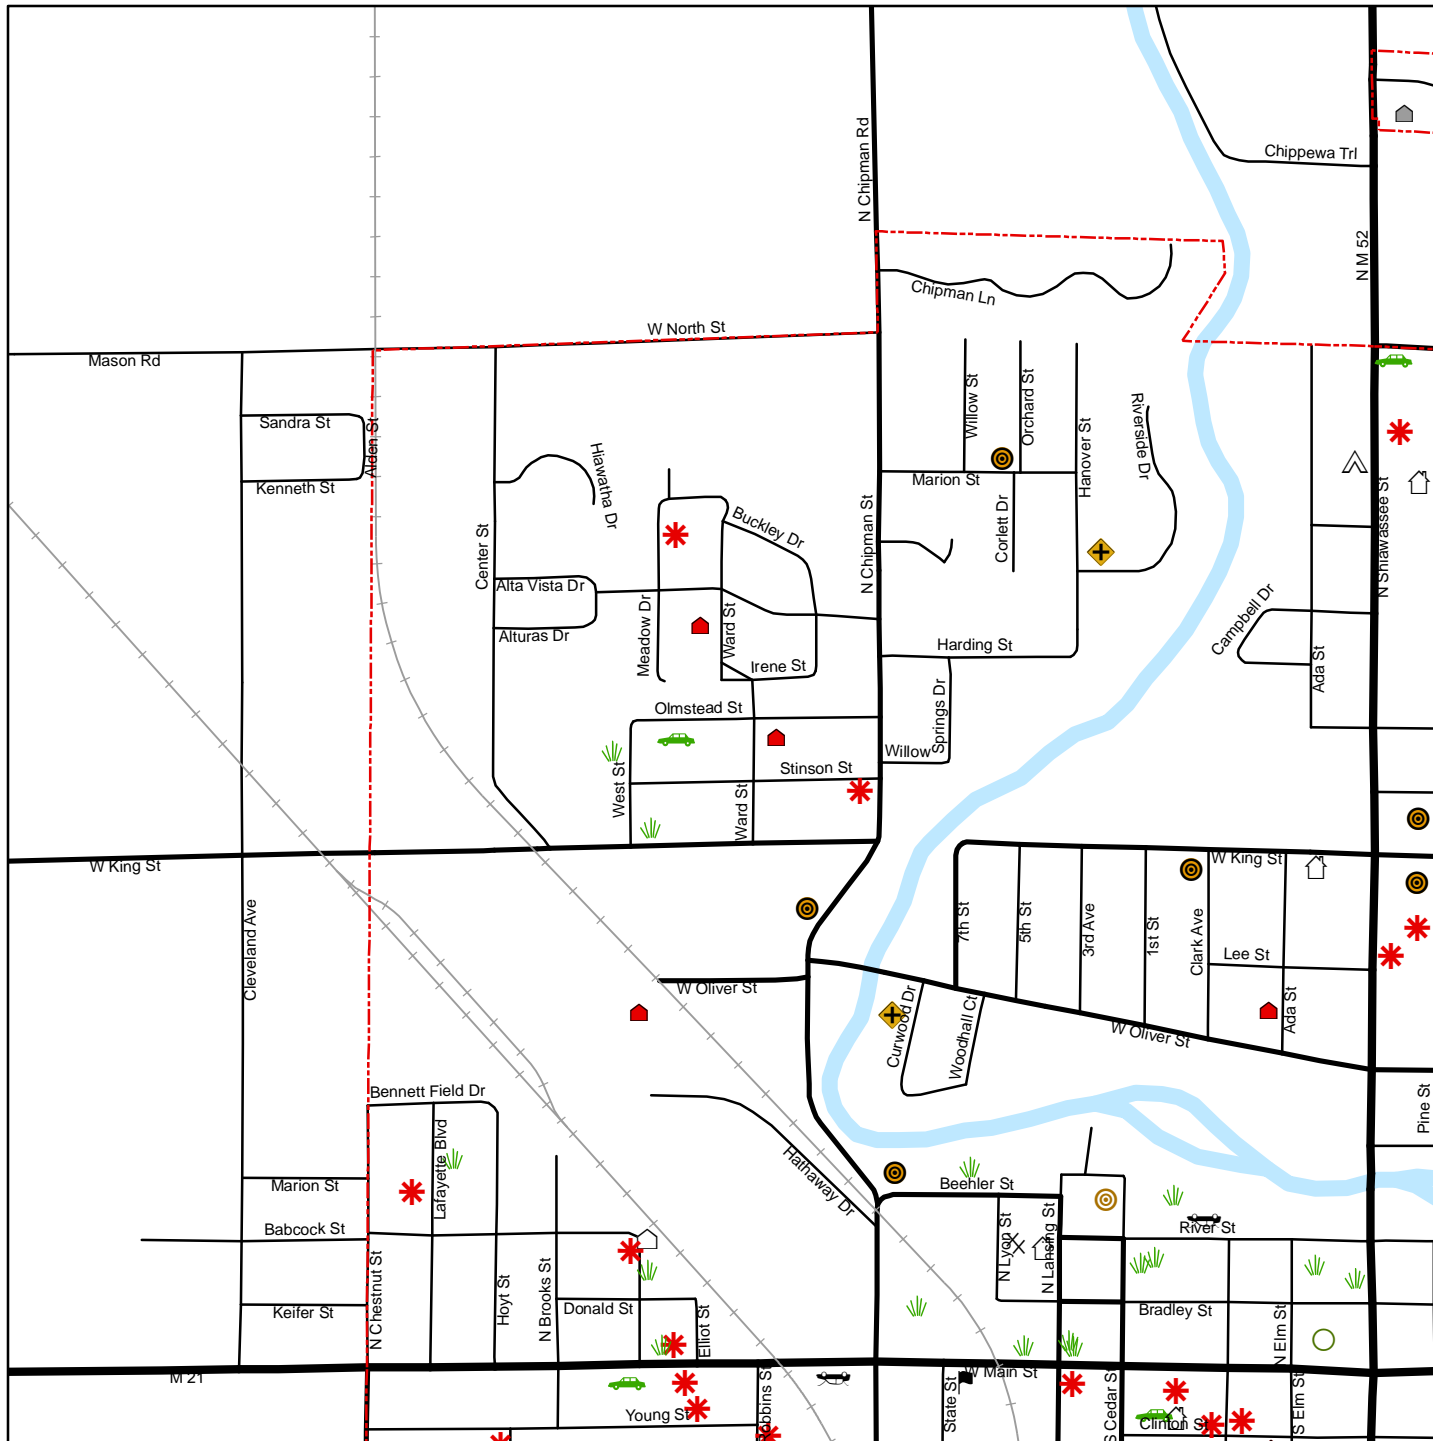 N Chipman Rd
Chippewa Trl
N M 52
Chipman Ln
W North St
Mason Rd
Sandra St
Alden St
Kenneth St
Hiawatha Dr
Center St
Buckley Dr
N Chipman St
Willow St
Orchard St
Hanover St
Riverside Dr
Marion St
Corlett Dr
N Shiawassee St
Alta Vista Dr
Alturas Dr
Meadow Dr
Ward St
Irene St
Harding St
Campbell Dr
Ada St
Olmstead St
Springs Dr
Willow
West St
Stinson St
Ward St
W King St
W King St
Cleveland Ave
7th St
5th St
3rd Ave
1st St
Clark Ave
Lee St
Ada St
W Oliver St
Curwood Dr
Woodhall Ct
W Oliver St
Bennett Field Dr
Lafayette Blvd
Pine St
Hathaway Dr
Marion St
Beehler St
Babcock St
N Lyon St
N Lansing St
River St
N Chestnut St
Hoyt St
N Brooks St
Keifer St
Donald St
Elliot St
Bradley St
N Elm St
M 21
W Main St
Robbins St
State St
S Cedar St
S Elm St
Young St
Clinton St